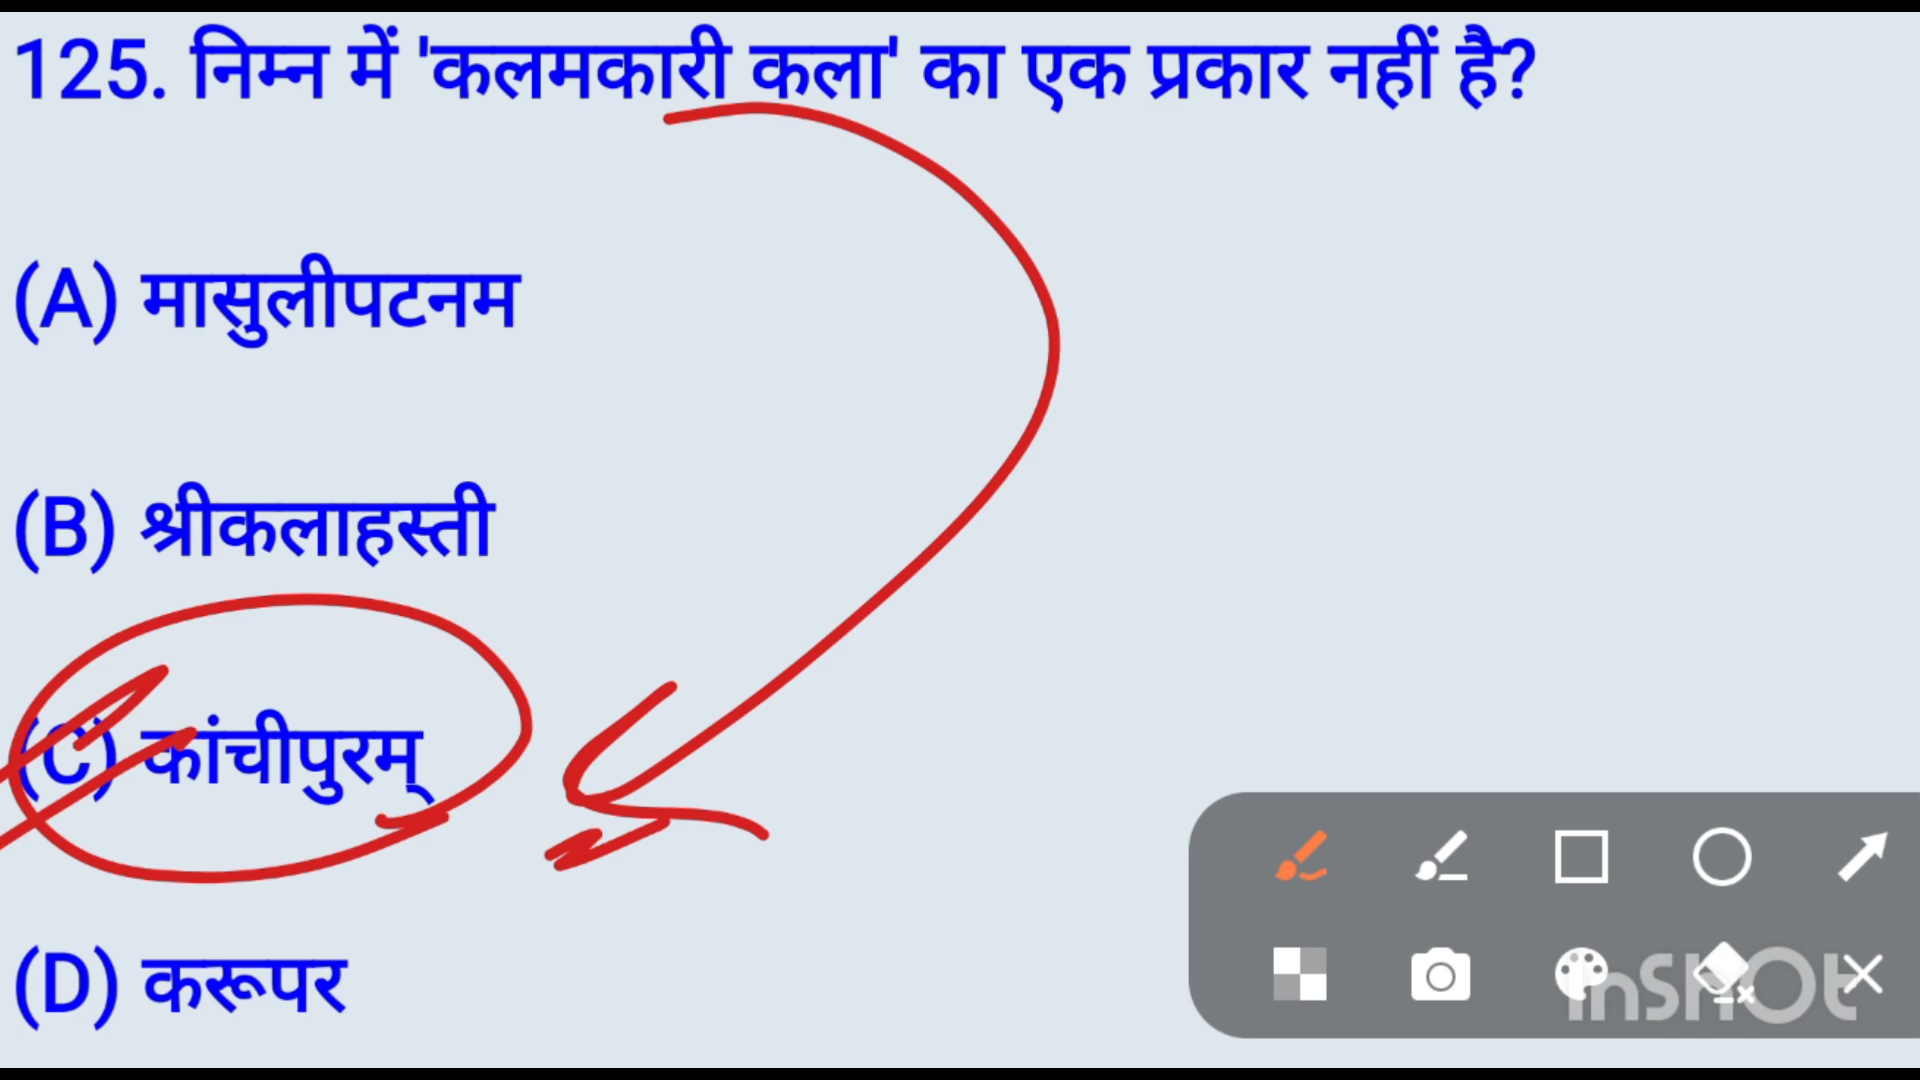 125. निम्न में 'कलमकारी कला' का एक प्रकार नहीं है?
(A) मासुलीपटनम
(B) श्रीकलाहस्ती
(C) कांचीपुरम्
(D) करूपर
InShOt